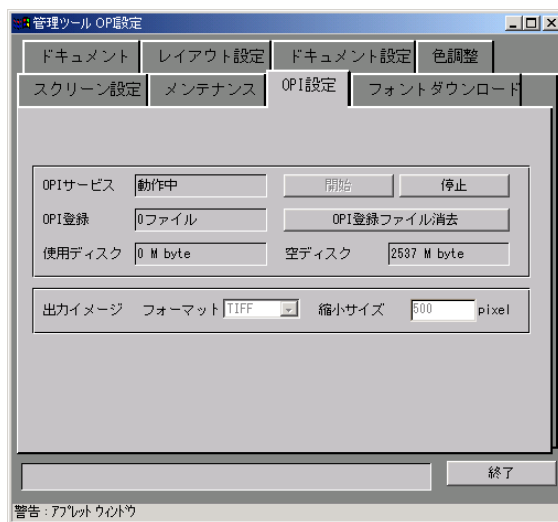 管理ツール OPI設定
ドキュメント レイアウト設定 ドキュメント設定 色調整
スクリーン設定 メンテナンス OPI設定 フォントダウンロード
OPIサービス 動作中 開始 停止
OPI登録 0ファイル OPI登録ファイル消去
使用ディスク 0 M byte 空ディスク 2537 M byte
出力イメージ フォーマット TIFF 縮小サイズ 500 pixel
終了
警告 : アプレット ウィンドウ